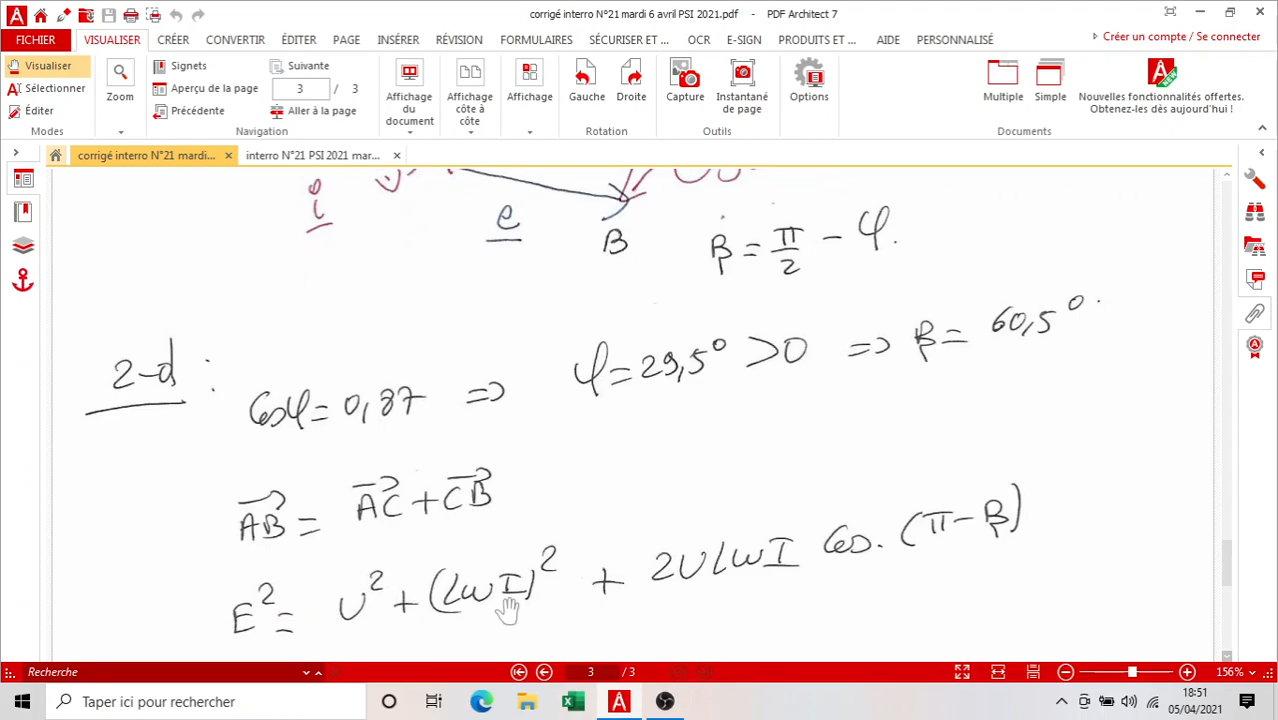 corrigé interro N°21 mardi 6 avril PSI 2021.pdf - PDF Architect 7
FICHIER VISUALISER CRÉER CONVERTIR ÉDITER PAGE INSÉRER RÉVISION FORMULAIRES SÉCURISER ET ... OCR E-SIGN PRODUITS ET ... AIDE PERSONNALISÉ Créer un compte / Se connecter
Visualiser Signets Suivante
Sélectionner Aperçu de la page 3 / 3
Éditer Précédente Aller à la page
Zoom Affichage du document Affichage côte à côte Affichage Gauche Droite Capture Instantané de page Options Multiple Simple Nouvelles fonctionnalités offertes. Obtenez-les dès aujourd'hui !
Modes Navigation Rotation Outils Documents
corrigé interro N°21 mardi... interro N°21 PSI 2021 mar...
i e B β = π/2 - φ.
2-d : cosφ = 0,87 => φ = 29,5° >0 => β = 60,5°.
AB = AC + CB
E² = U² + (LωI)² + 2ULωI cos.(π-β)
Recherche 3 / 3 156%
Taper ici pour rechercher
18:51
05/04/2021